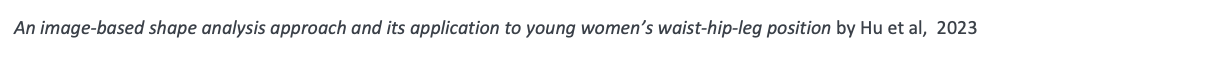 An image-based shape analysis approach and its application to young women’s waist-hip-leg position by Hu et al,  2023